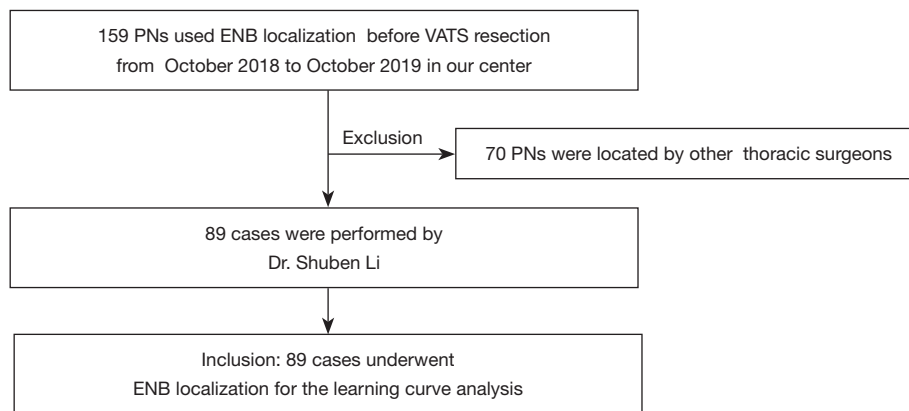 159 PNs used ENB localization before VATS resection
from October 2018 to October 2019 in our center
Exclusion
70 PNs were located by other thoracic surgeons
89 cases were performed by
Dr. Shuben Li
Inclusion: 89 cases underwent
ENB localization for the learning curve analysis